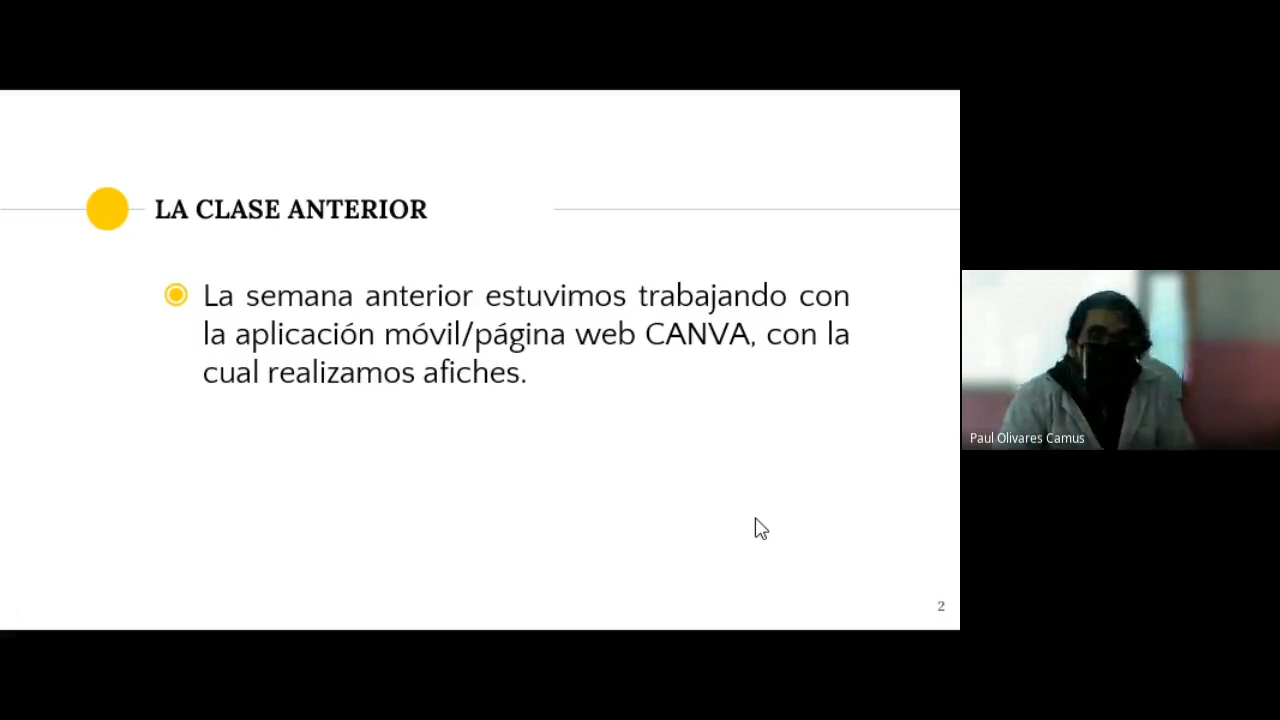 LA CLASE ANTERIOR
La semana anterior estuvimos trabajando con
la aplicación móvil/página web CANVA, con la
cual realizamos afiches.
Paul Olivares Camus
2